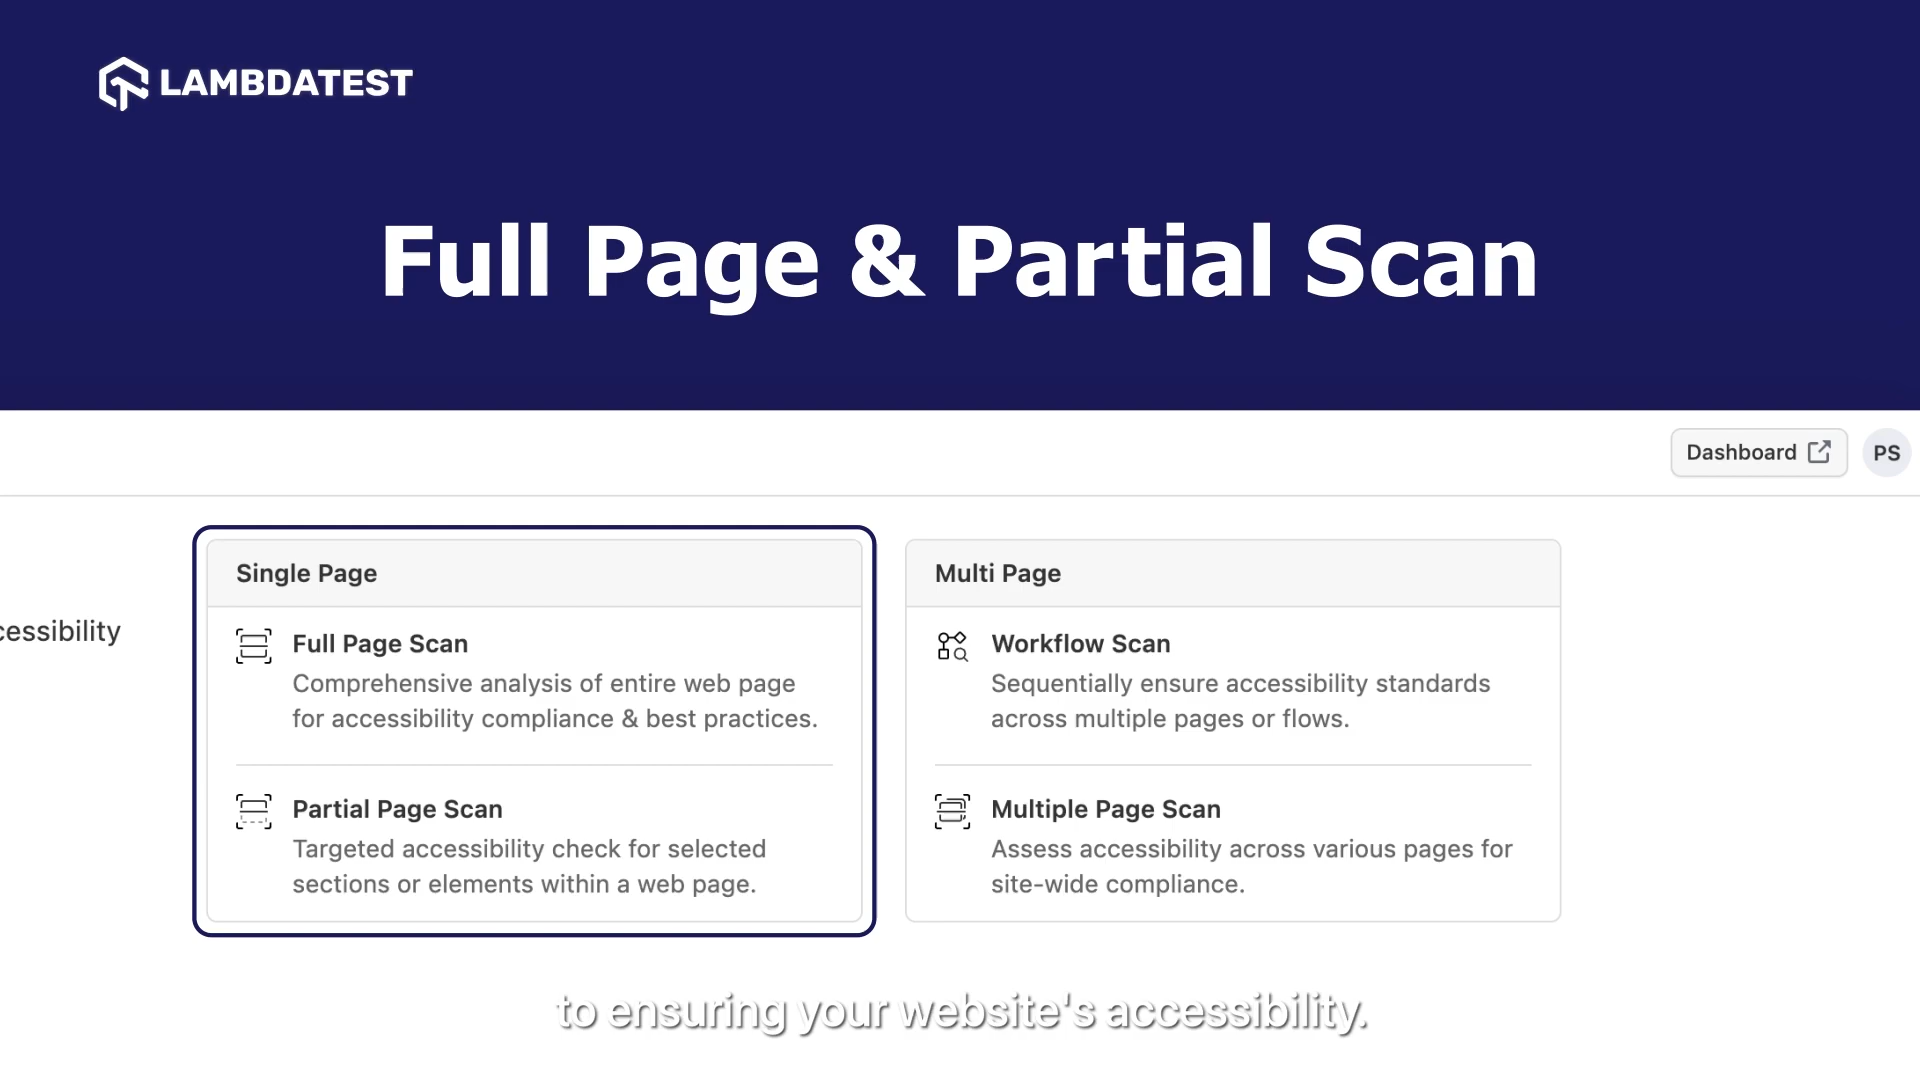 LAMBDATEST
Full Page & Partial Scan
Dashboard
PS
cessibility
Single Page
Full Page Scan
Comprehensive analysis of entire web page
for accessibility compliance & best practices.
Partial Page Scan
Targeted accessibility check for selected
sections or elements within a web page.
Multi Page
Workflow Scan
Sequentially ensure accessibility standards
across multiple pages or flows.
Multiple Page Scan
Assess accessibility across various pages for
site-wide compliance.
to ensuring your website's accessibility.